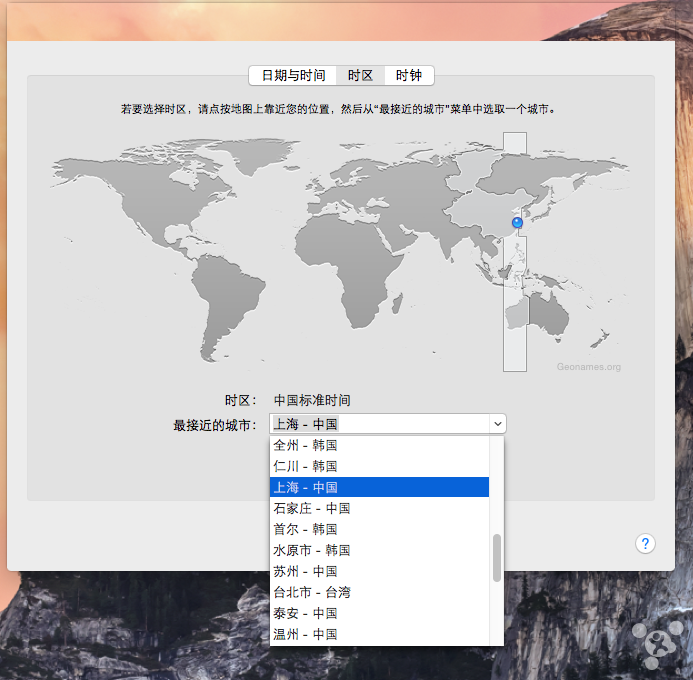 日期与时间 时区 时钟
若要选择时区，请点按地图上靠近您的位置，然后从“最接近的城市”菜单中选取一个城市。
Geonames.org
时区： 中国标准时间
最接近的城市： 上海 - 中国
全州 - 韩国
仁川 - 韩国
上海 - 中国
石家庄 - 中国
首尔 - 韩国
水原市 - 韩国
苏州 - 中国
台北市 - 台湾
泰安 - 中国
温州 - 中国
?